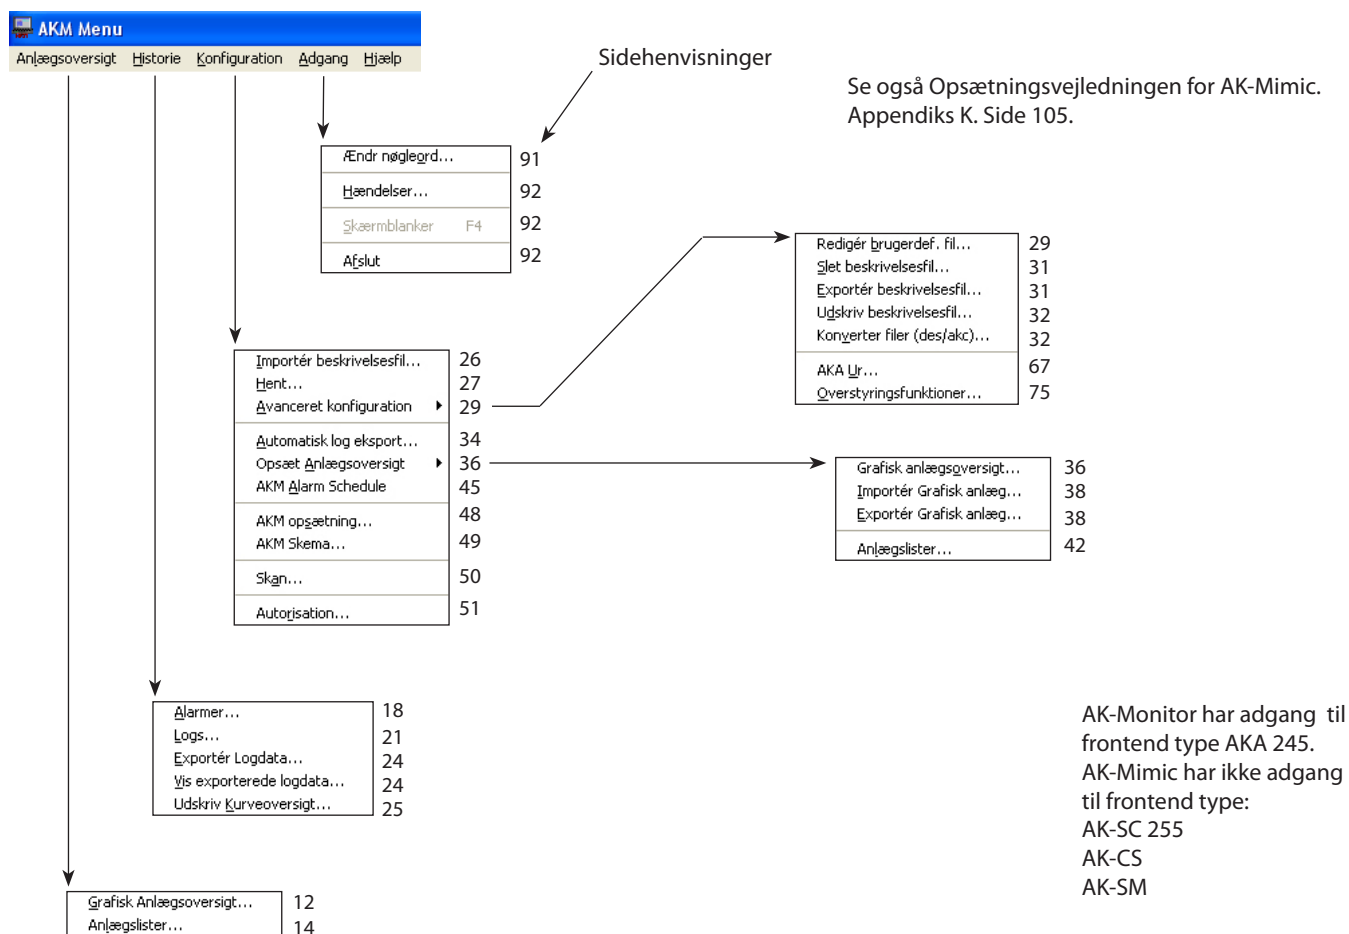 AKM Menu
Anlægsoversigt Historie Konfiguration Adgang Hjælp
Sidehenvisninger
Se også Opsætningsvejledningen for AK-Mimic.
Appendiks K. Side 105.
Ændr nøgleord... 91
Hændelser... 92
Skærmblanker F4 92
Afslut 92
Redigér brugerdef. fil... 29
Slet beskrivelsesfil... 31
Exportér beskrivelsesfil... 31
Udskriv beskrivelsesfil... 32
Konverter filer (des/akc)... 32
AKA Ur... 67
Overstyringsfunktioner... 75
Importér beskrivelsesfil... 26
Hent... 27
Avanceret konfiguration 29
Automatisk log eksport... 34
Opsæt Anlægsoversigt 36
AKM Alarm Schedule 45
AKM opsætning... 48
AKM Skema... 49
Skan... 50
Autorisation... 51
Grafisk anlægsoversigt... 36
Importér Grafisk anlæg... 38
Exportér Grafisk anlæg... 38
Anlægslister... 42
Alarmer... 18
Logs... 21
Exportér Logdata... 24
Vis exporterede logdata... 24
Udskriv Kurveoversigt... 25
AK-Monitor har adgang til
frontend type AKA 245.
AK-Mimic har ikke adgang
til frontend type:
AK-SC 255
AK-CS
AK-SM
Grafisk Anlægsoversigt... 12
Anlægslister... 14